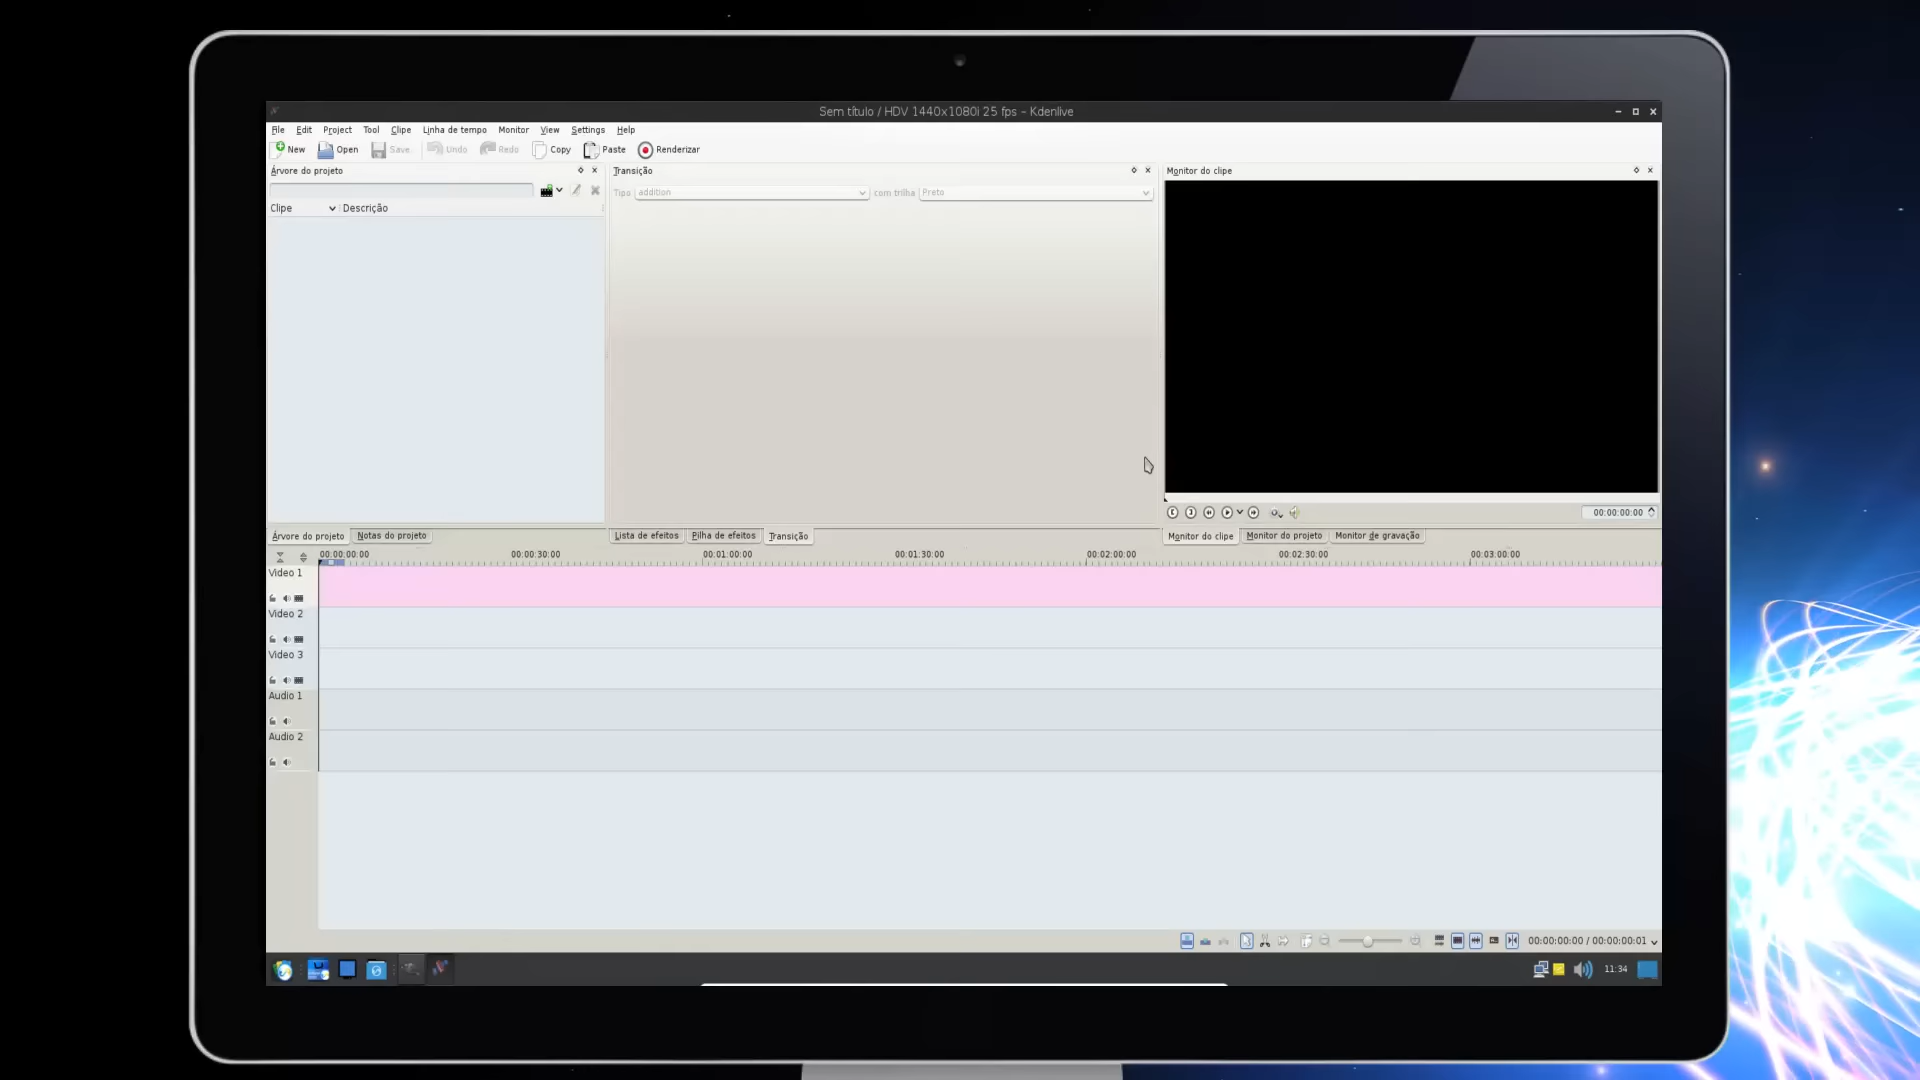 Sem título / HDV 1440x1080i 25 fps – Kdenlive
File Edit Project Tool Clipe Linha de tempo Monitor View Settings Help
New Open Save Undo Redo Copy Paste Renderizar
Árvore do projeto
Transição
Monitor do clipe
Tipo addition com trilha Preto
Clipe Descrição
00:00:00:00
Árvore do projeto Notas do projeto
Lista de efeitos Pilha de efeitos Transição
Monitor do clipe Monitor do projeto Monitor de gravação
00:00:00:00 00:00:30:00 00:01:00:00 00:01:30:00 00:02:00:00 00:02:30:00 00:03:00:00
Video 1
Video 2
Video 3
Audio 1
Audio 2
00:00:00:00 / 00:00:00:01
11:34